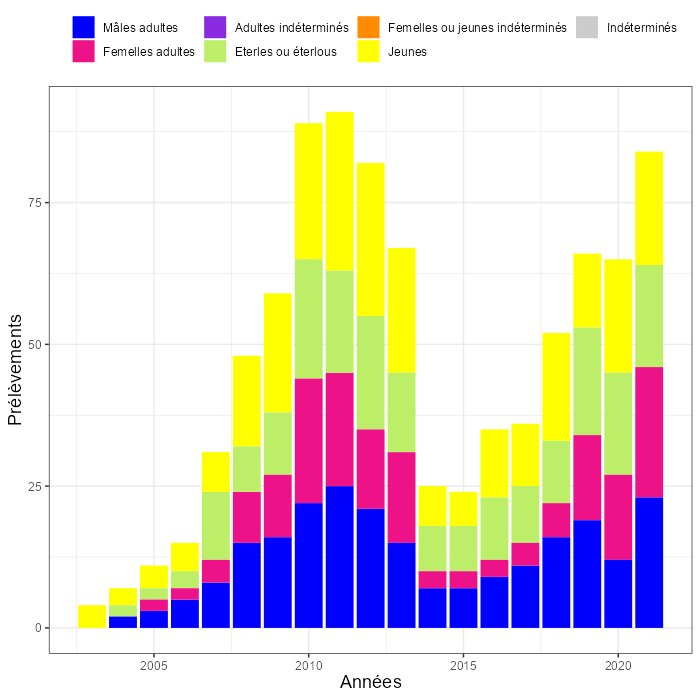 Mâles adultes Adultes indéterminés Femelles ou jeunes indéterminés Indéterminés
Femelles adultes Eterles ou éterlous Jeunes
75
50
25
0
Prélèvements
2005 2010 2015 2020
Années